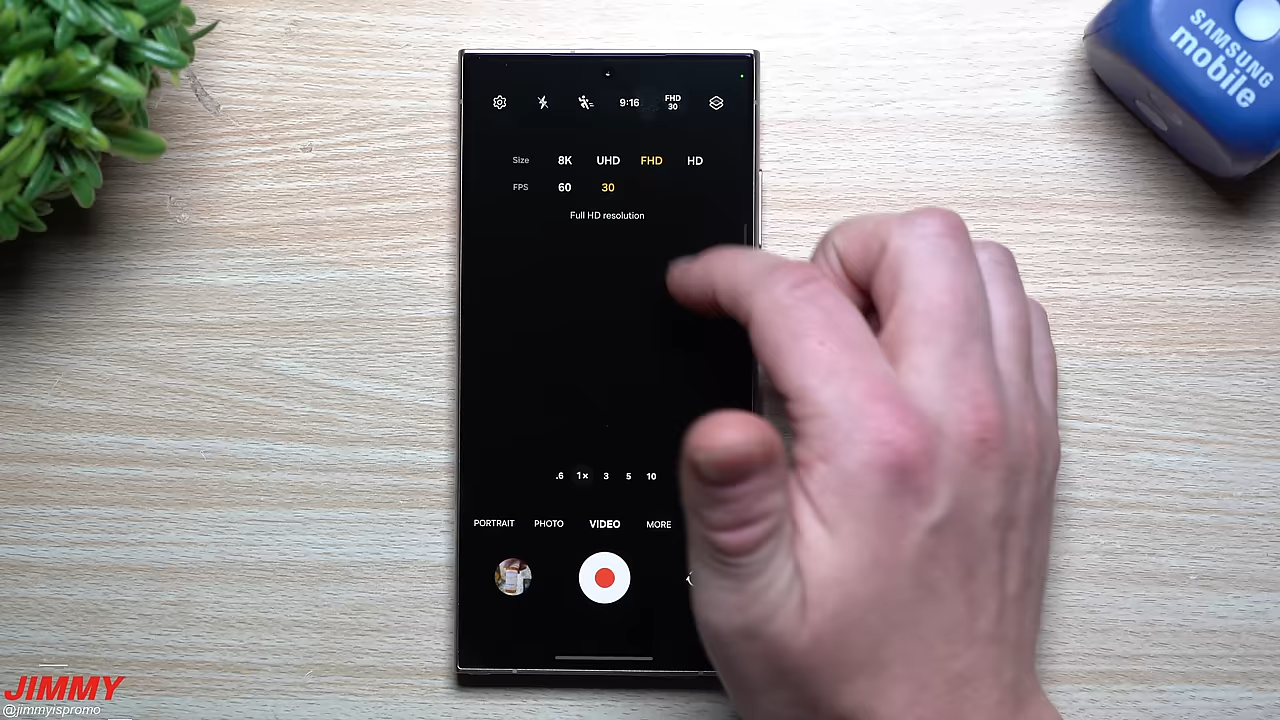 SAMSUNG
mobile
9:16
FHD
30
Size 8K UHD FHD HD
FPS 60 30
Full HD resolution
.6 1× 3 5 10
PORTRAIT PHOTO VIDEO MORE
JIMMY
@jimmyispromo